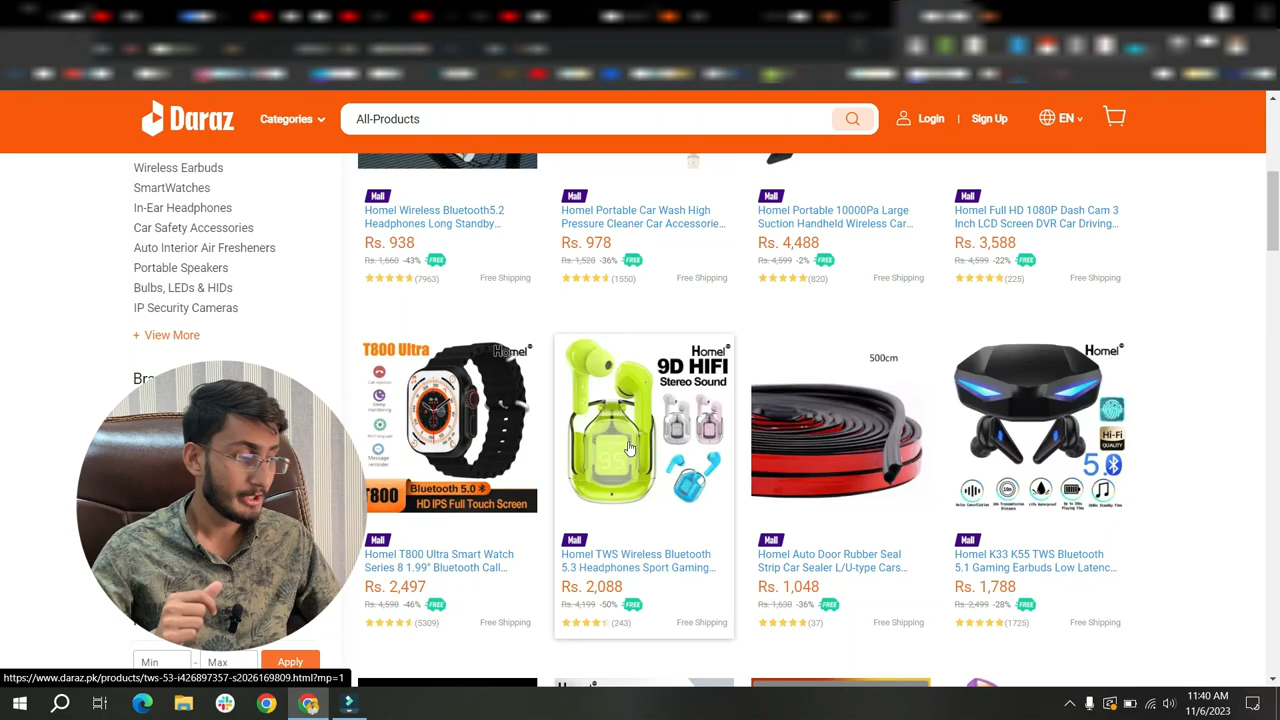 Daraz
Categories
All-Products
Login
|
Sign Up
EN
Wireless Earbuds
SmartWatches
In-Ear Headphones
Car Safety Accessories
Auto Interior Air Fresheners
Portable Speakers
Bulbs, LEDs & HIDs
IP Security Cameras
+ View More
Bra
Min - Max Apply
Mall
Homel Wireless Bluetooth5.2
Headphones Long Standby...
Rs. 938
Rs. 1,660 -43% FREE
(7963) Free Shipping
Mall
Homel Portable Car Wash High
Pressure Cleaner Car Accessorie...
Rs. 978
Rs. 1,528 -36% FREE
(1550) Free Shipping
Mall
Homel Portable 10000Pa Large
Suction Handheld Wireless Car...
Rs. 4,488
Rs. 4,599 -2% FREE
(820) Free Shipping
Mall
Homel Full HD 1080P Dash Cam 3
Inch LCD Screen DVR Car Driving...
Rs. 3,588
Rs. 4,599 -22% FREE
(225) Free Shipping
T800 Ultra
Homel
Call rejection
Sleep
monitoring
Message
reminder
T800
Bluetooth 5.0
HD IPS Full Touch Screen
Mall
Homel T800 Ultra Smart Watch
Series 8 1.99" Bluetooth Call...
Rs. 2,497
Rs. 4,598 -46% FREE
(5309) Free Shipping
Homel
9D HIFI
Stereo Sound
Mall
Homel TWS Wireless Bluetooth
5.3 Headphones Sport Gaming...
Rs. 2,088
Rs. 4,199 -50% FREE
(243) Free Shipping
500cm
Mall
Homel Auto Door Rubber Seal
Strip Car Sealer L/U-type Cars...
Rs. 1,048
Rs. 1,630 -36% FREE
(37) Free Shipping
Homel
Hi-Fi
QUALITY
5.0
Mall
Homel K33 K55 TWS Bluetooth
5.1 Gaming Earbuds Low Latenc...
Rs. 1,788
Rs. 2,499 -28% FREE
(1725) Free Shipping
Homel
https://www.daraz.pk/products/tws-53-i426897357-s2026169809.html?mp=1
11:40 AM
11/6/2023